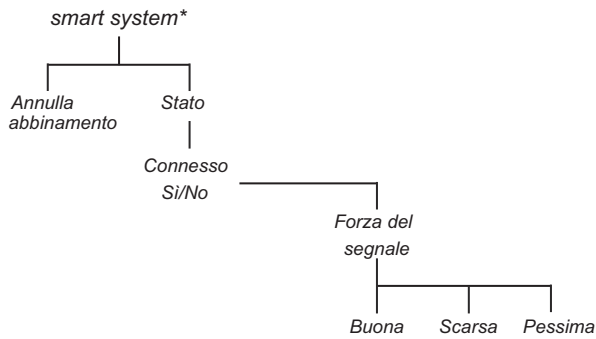 smart system*
Annulla
abbinamento
Stato
Connesso
Sì/No
Forza del
segnale
Buona
Scarsa
Pessima